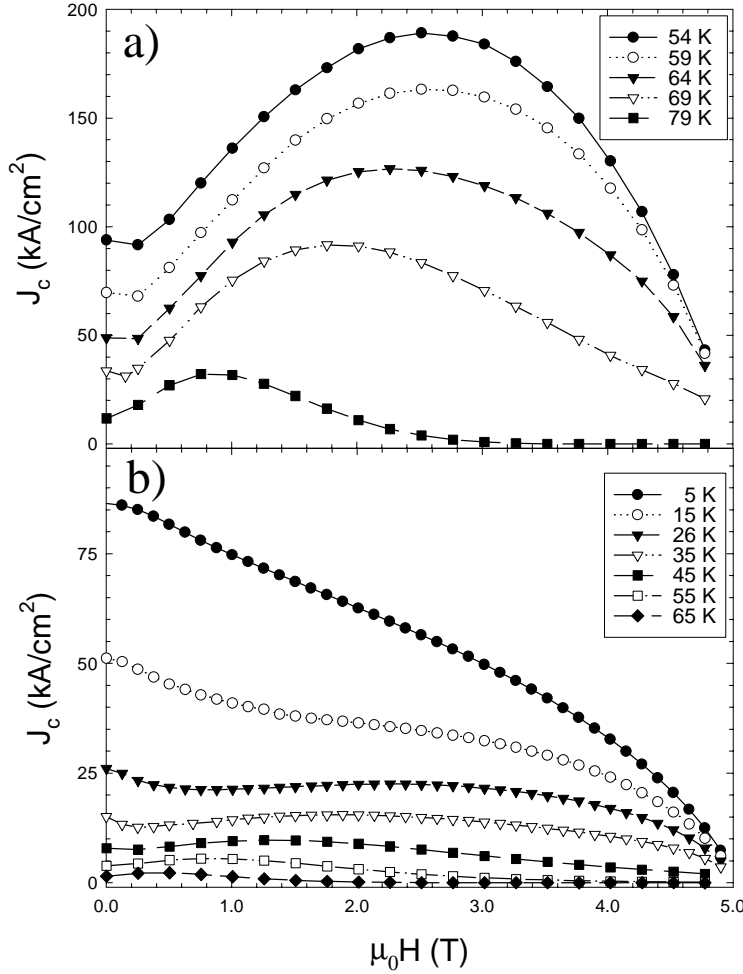 a)
200
150
100
50
0
J_c (kA/cm^2)
54 K
59 K
64 K
69 K
79 K
b)
75
50
25
0
J_c (kA/cm^2)
5 K
15 K
26 K
35 K
45 K
55 K
65 K
0.0 1.0 2.0 3.0 4.0 5.0
μ_0H (T)